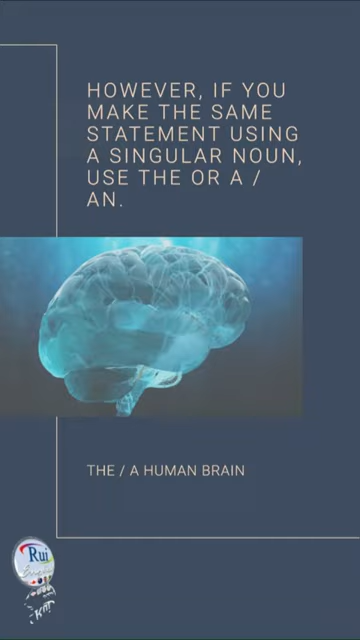 HOWEVER, IF YOU
MAKE THE SAME
STATEMENT USING
A SINGULAR NOUN,
USE THE OR A /
AN.
THE / A HUMAN BRAIN
Rui